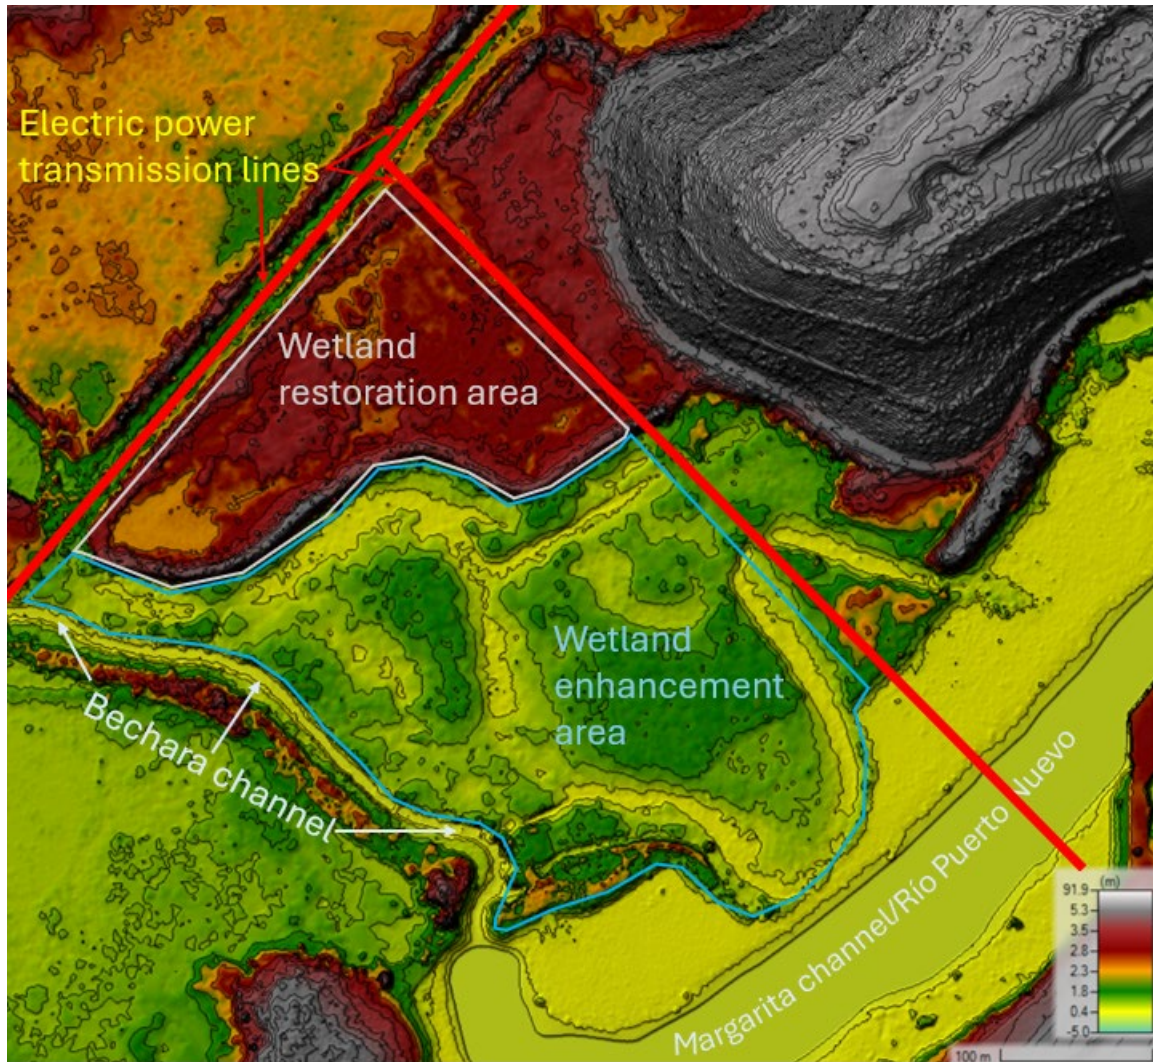 Electric power
transmission lines
Wetland
restoration area
Wetland
enhancement
area
Bechara channel
Margarita channel/Río Puerto Nuevo
(m)
91.9
5.3
3.5
2.8
2.3
1.8
0.4
-5.0
100 m